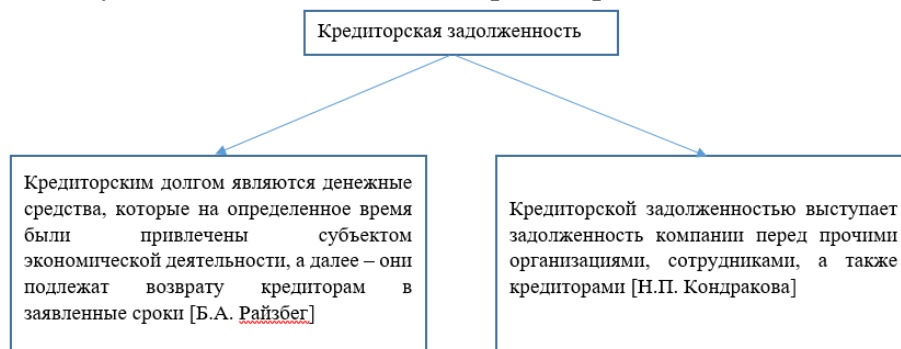 Кредиторская задолженность
Кредиторским долгом являются денежные
средства, которые на определенное время
были привлечены субъектом
экономической деятельности, а далее – они
подлежат возврату кредиторам в
заявленные сроки [Б.А. Райзбег]
Кредиторской задолженностью выступает
задолженность компании перед прочими
организациями, сотрудниками, а также
кредиторами [Н.П. Кондракова]